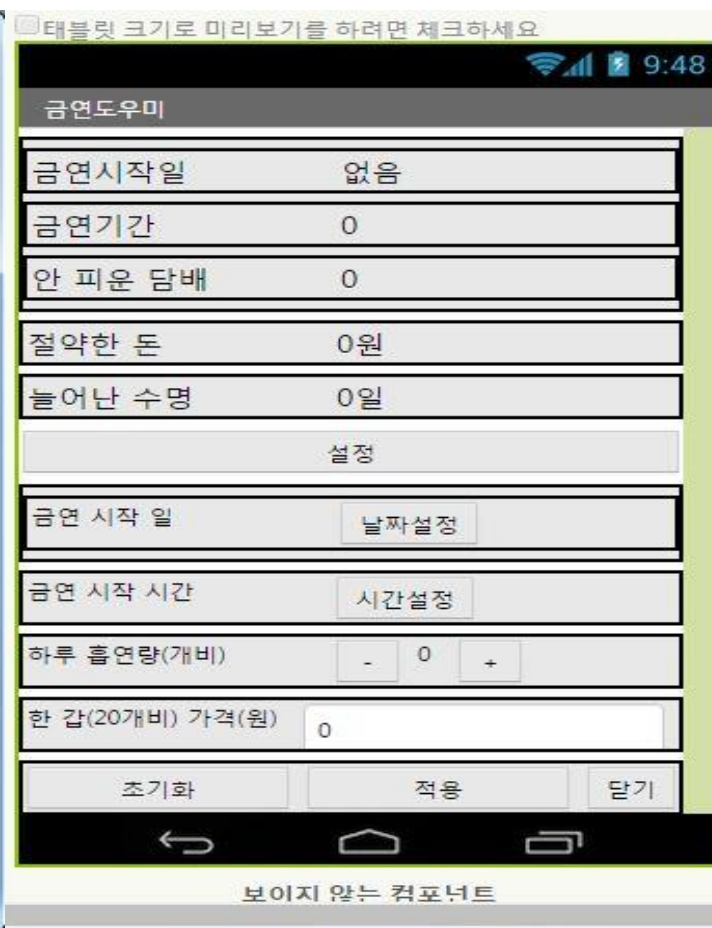 태블릿 크기로 미리보기를 하려면 체크하세요
9:48
금연도우미
금연시작일 없음
금연기간 0
안 피운 담배 0
절약한 돈 0원
늘어난 수명 0일
설정
금연 시작 일 날짜설정
금연 시작 시간 시간설정
하루 흡연량(개비) - 0 +
한 갑(20개비) 가격(원) 0
초기화 적용 닫기
보이지 않는 컴포넌트